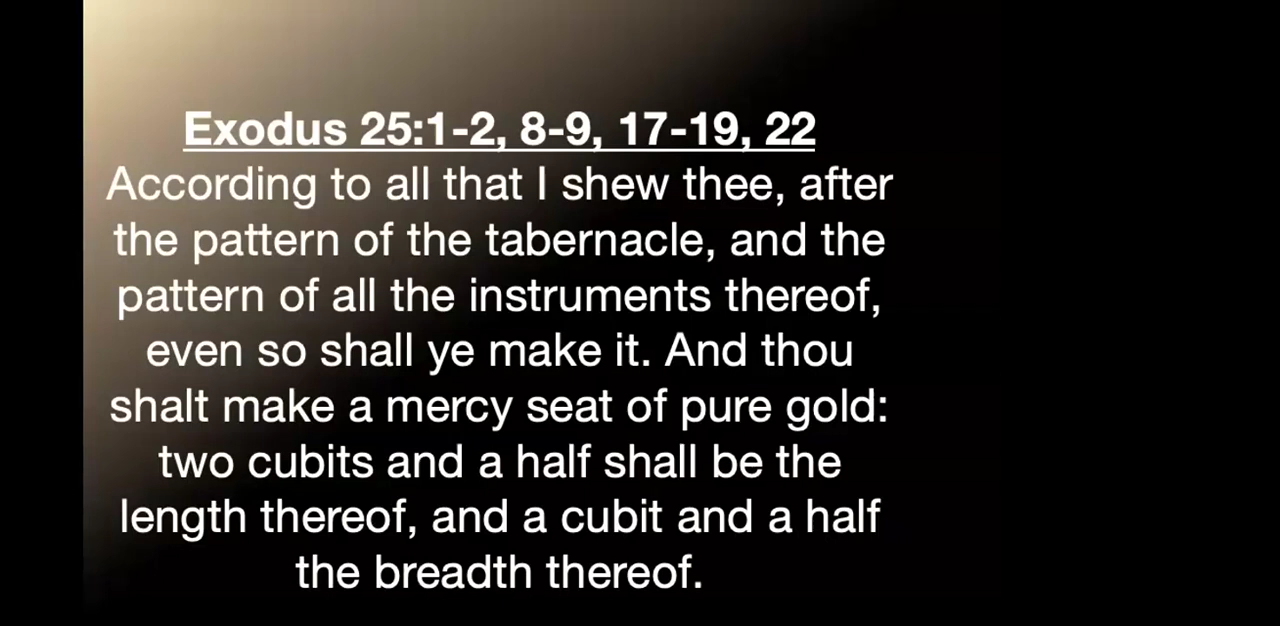 Exodus 25:1-2, 8-9, 17-19, 22
According to all that I shew thee, after
the pattern of the tabernacle, and the
pattern of all the instruments thereof,
even so shall ye make it. And thou
shalt make a mercy seat of pure gold:
two cubits and a half shall be the
length thereof, and a cubit and a half
the breadth thereof.